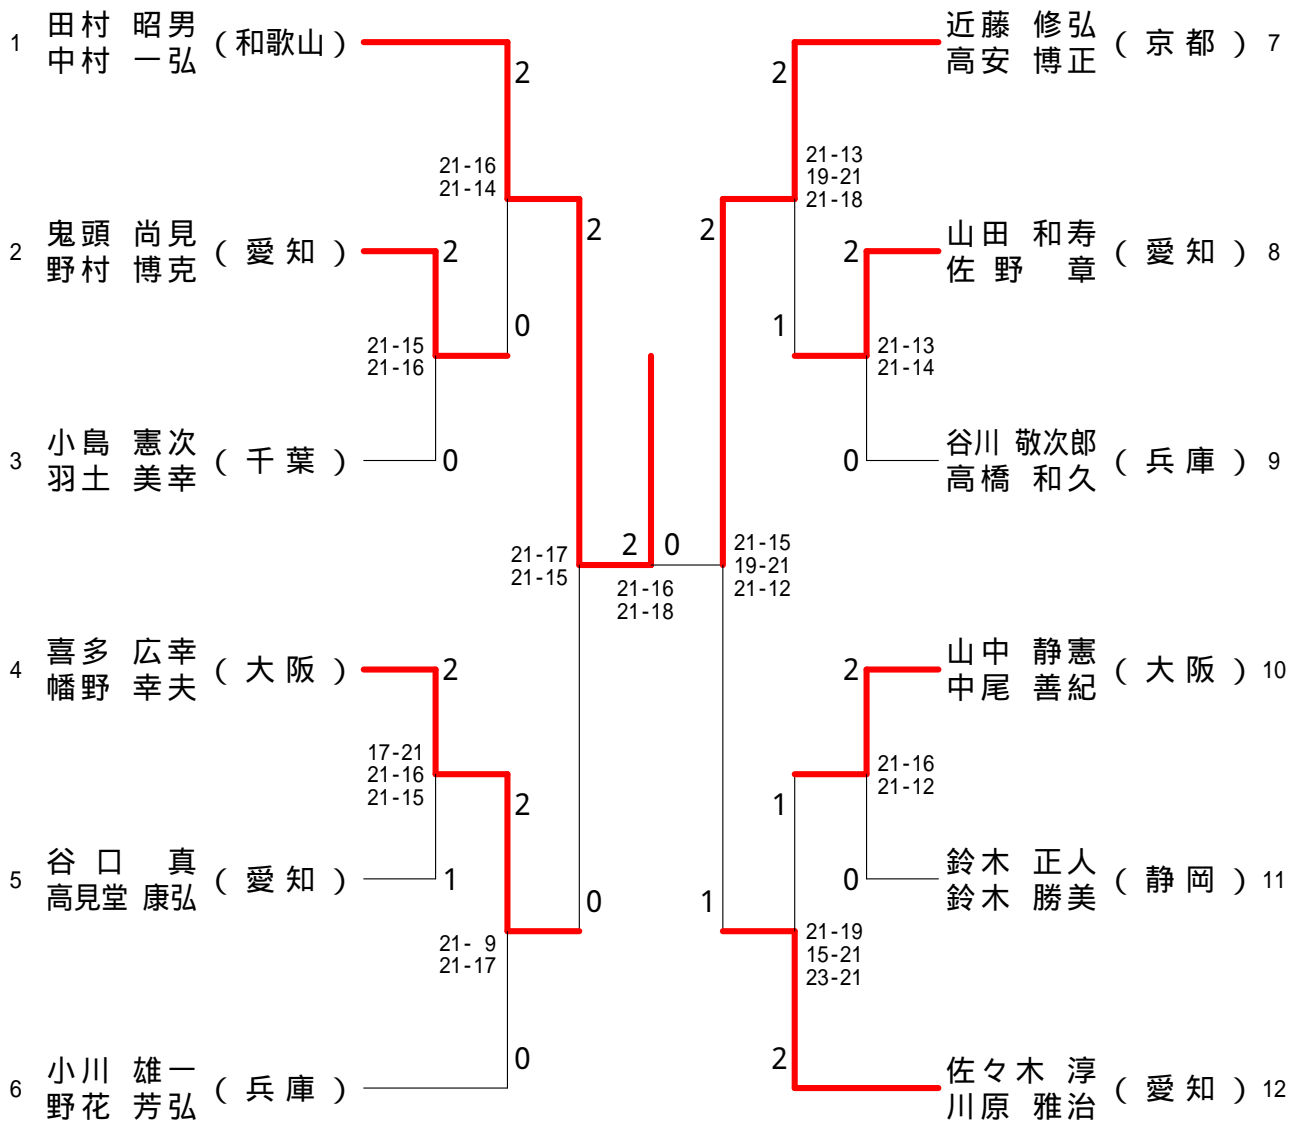 1 田村 昭男 (和歌山)
中村 一弘
2
21-16
21-14
2 鬼頭 尚見 (愛知)
野村 博克
2
2
0
21-15
21-16
3 小島 憲次 (千葉)
羽土 美幸
0
21-17
21-15
4 喜多 広幸 (大阪)
幡野 幸夫
2
17-21
21-16
21-15
2
5 谷口 真 (愛知)
高見堂 康弘
1
0
21- 9
21-17
6 小川 雄一 (兵庫)
野花 芳弘
0
2 0
21-16
21-18
近藤 修弘 (京都) 7
高安 博正
2
21-13
19-21
21-18
2
山田 和寿 (愛知) 8
佐野 章
2
1
21-13
21-14
谷川 敬次郎 (兵庫) 9
高橋 和久
0
21-15
19-21
21-12
山中 静憲 (大阪) 10
中尾 善紀
2
21-16
21-12
1
鈴木 正人 (静岡) 11
鈴木 勝美
0
1
21-19
15-21
23-21
佐々木 淳 (愛知) 12
川原 雅治
2